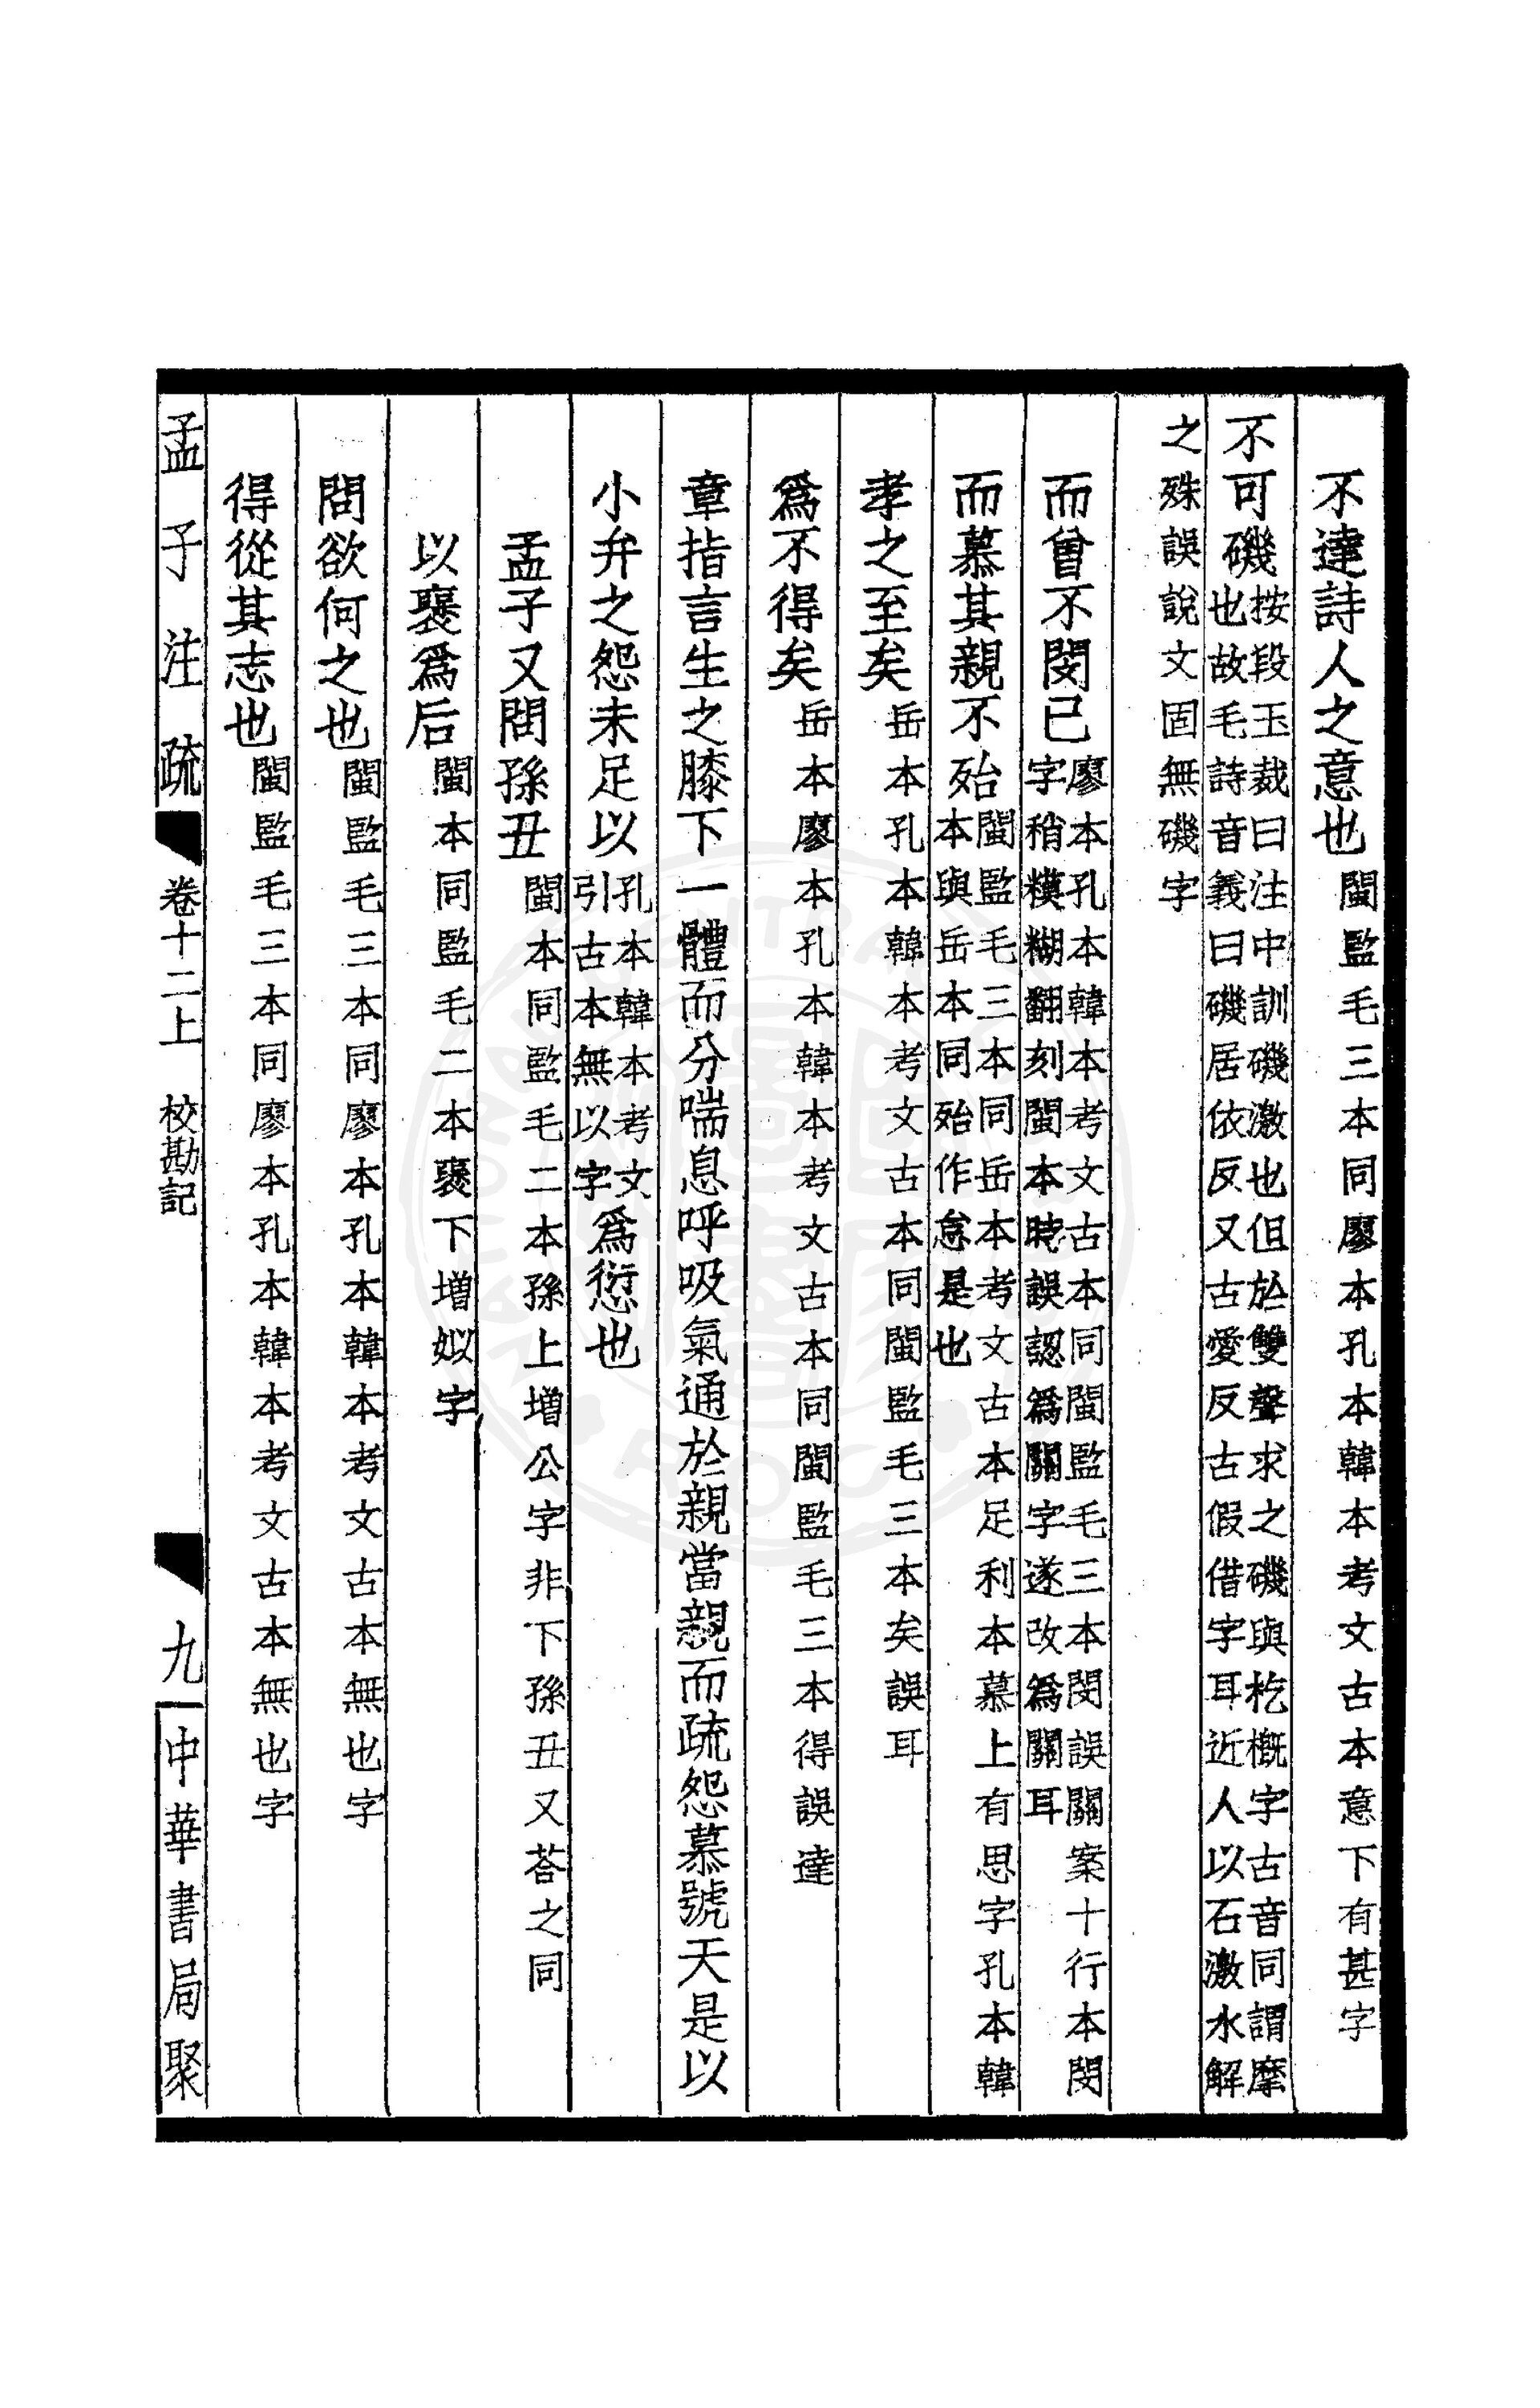 不達詩人之意也閩監毛三本同廖本孔本韓本考文古本意下有甚字
不可磯按段玉裁曰注中訓磯激也但於雙聲求之磯與杚概字古音同謂摩
也故毛詩音義曰磯居依反又古愛反古假借字耳近人以石激水解
之殊誤說文固無磯字
而曾不閔已廖本孔本韓本考文古本同閩監毛三本閔誤關案十行本閔
字稍糢糊翻刻閩本時誤認爲關字遂改爲關耳
而慕其親不殆閩監毛三本同岳本考文古本足利本慕上有思字孔本韓
本與岳本同殆作怠是也
孝之至矣岳本孔本韓本考文古本同閩監毛三本矣誤耳
爲不得矣岳本廖本孔本韓本考文古本同閩監毛三本得誤達
章指言生之膝下一體而分喘息呼吸氣通於親當親而疏怨慕號天是以
小弁之怨未足以孔本韓本考文
引古本無以字爲愆也
孟子又問孫丑閩本同監毛二本孫上增公字非下孫丑又荅之同
以褒爲后閩本同監毛二本褒下增姒字
問欲何之也閩監毛三本同廖本孔本韓本考文古本無也字
得從其志也閩監毛三本同廖本孔本韓本考文古本無也字
孟子注疏 卷十二上 校勘記 九 中華書局聚